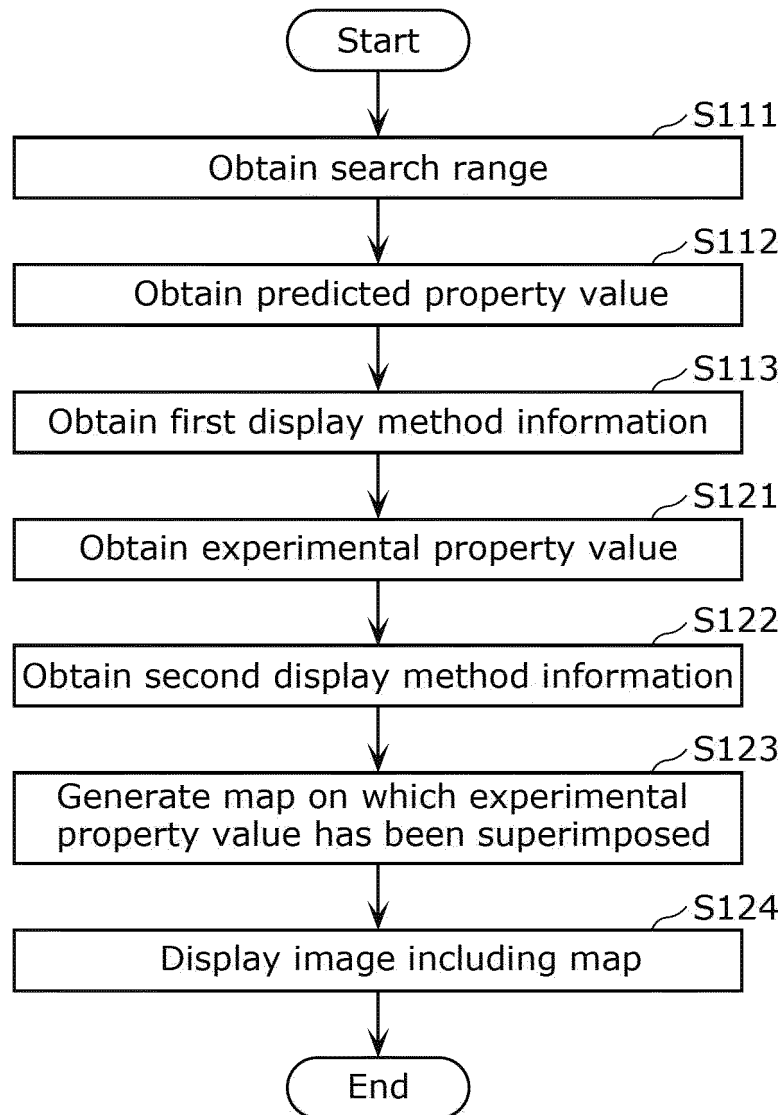 Start
S111
Obtain search range
S112
Obtain predicted property value
S113
Obtain first display method information
S121
Obtain experimental property value
S122
Obtain second display method information
S123
Generate map on which experimental
property value has been superimposed
S124
Display image including map
End